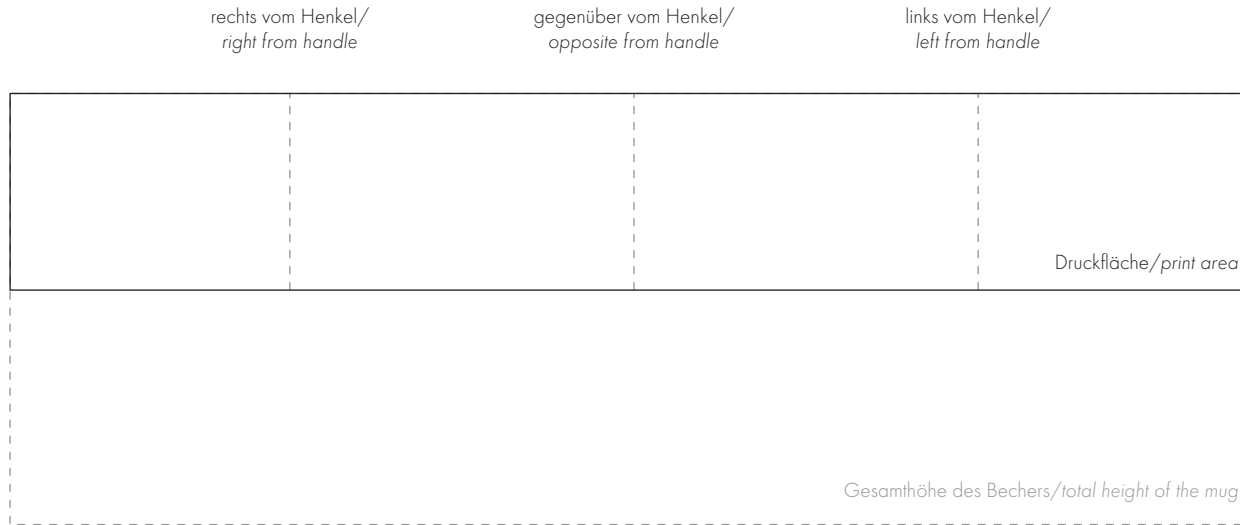 rechts vom Henkel/
right from handle
gegenüber vom Henkel/
opposite from handle
links vom Henkel/
left from handle
Druckfläche/print area
Gesamthöhe des Bechers/total height of the mug